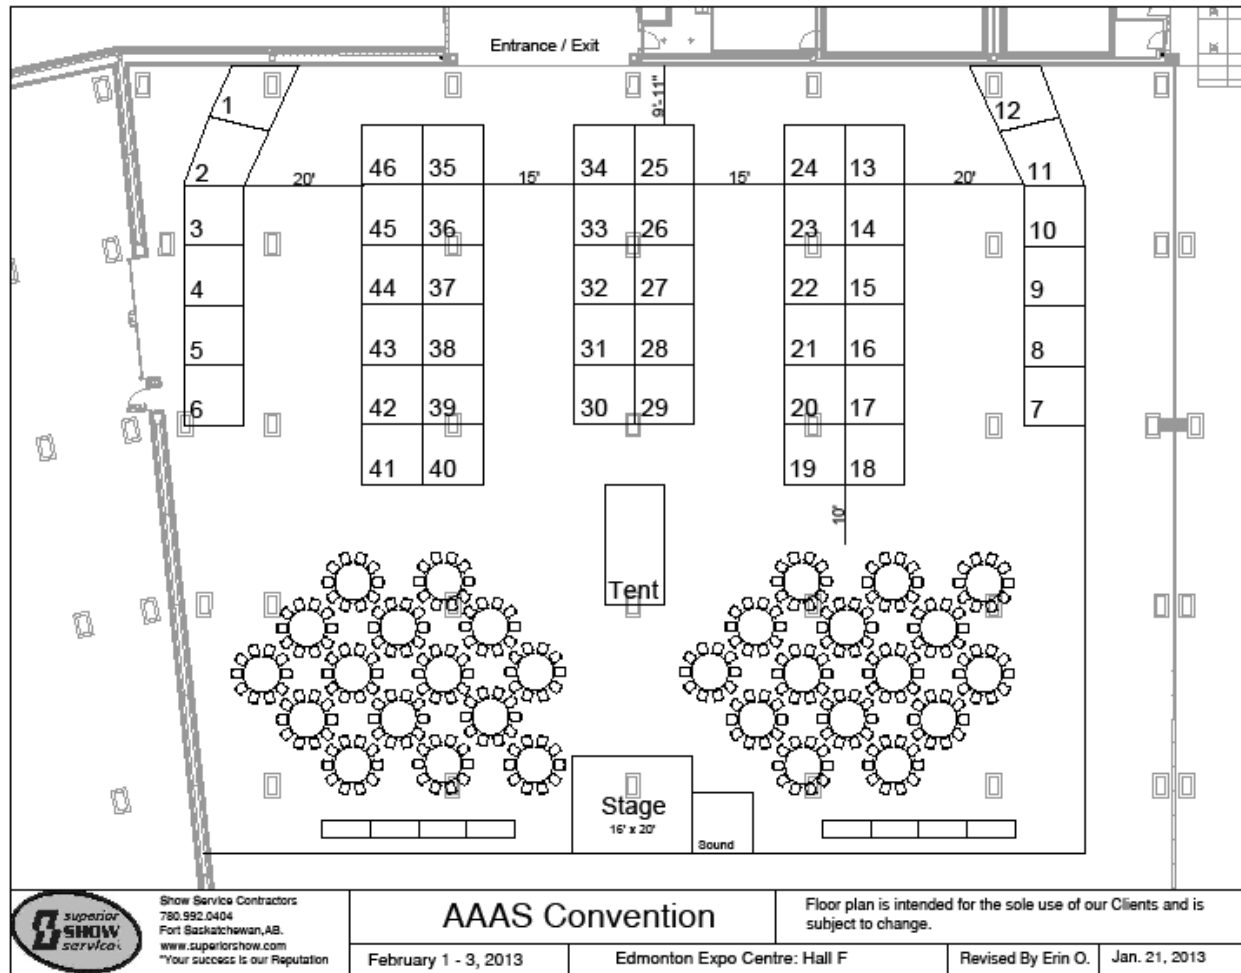 Entrance / Exit
9'-11"
1
12
46 35
34 25
24 13
2
11
20'
15'
15'
20'
3
45 36
33 26
23 14
10
4
44 37
32 27
22 15
9
5
43 38
31 28
21 16
8
6
42 39
30 29
20 17
7
41 40
19 18
10'
Tent
Stage
16' x 20'
Sound
superior
SHOW
services
Show Service Contractors
780.992.0404
Fort Saskatchewan,AB.
www.superiorshow.com
"Your success is our Reputation
AAAS Convention
Floor plan is intended for the sole use of our Clients and is
subject to change.
February 1 - 3, 2013
Edmonton Expo Centre: Hall F
Revised By Erin O.
Jan. 21, 2013